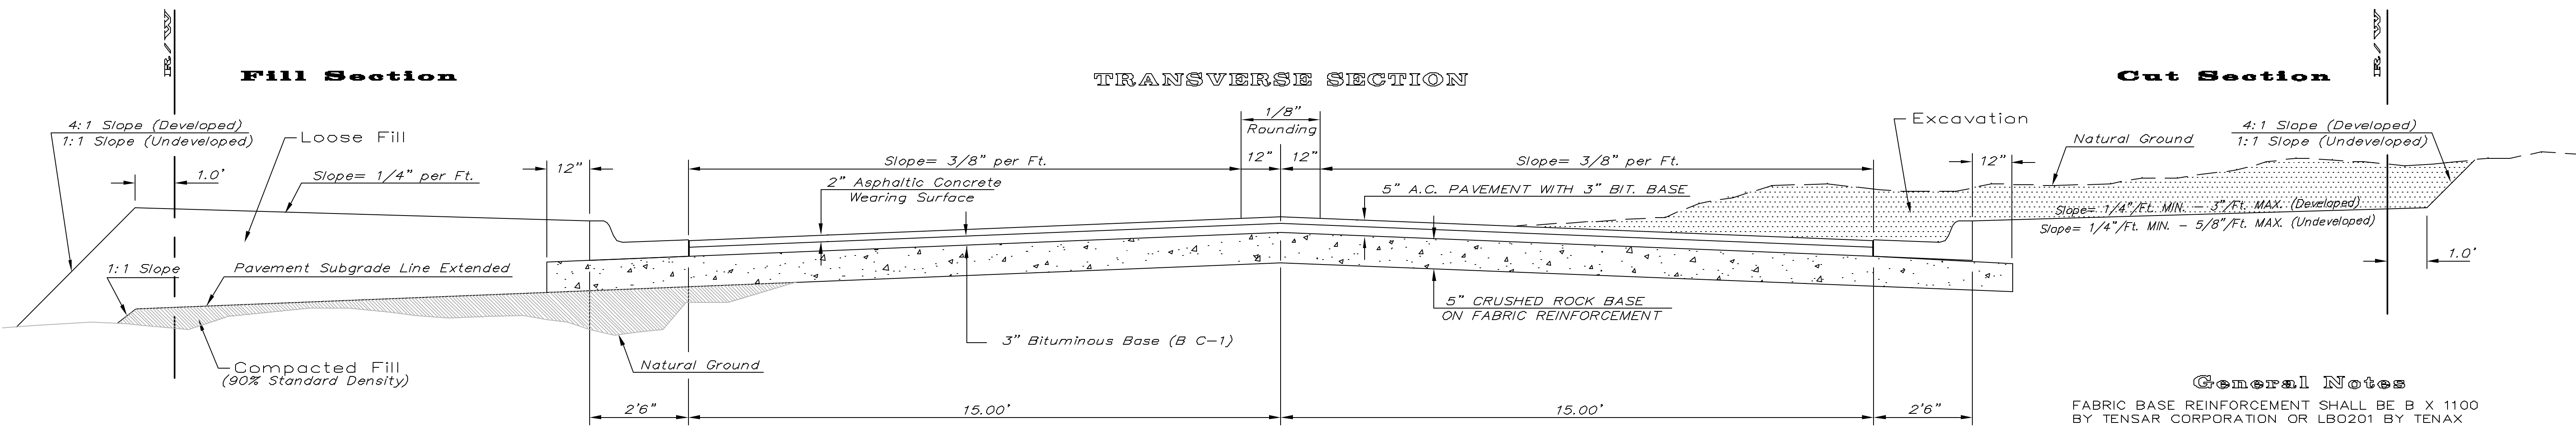 R/W
Fill Section
TRANSVERSE SECTION
Cut Section
R/W
4:1 Slope (Developed)
1:1 Slope (Undeveloped)
Loose Fill
1.0'
Slope= 1/4" per Ft.
12"
Slope= 3/8" per Ft.
1/8"
Rounding
12"
12"
Slope= 3/8" per Ft.
2" Asphaltic Concrete
Wearing Surface
5" A.C. PAVEMENT WITH 3" BIT. BASE
Excavation
Natural Ground
12"
4:1 Slope (Developed)
1:1 Slope (Undeveloped)
Slope= 1/4"/Ft. MIN. – 3"/Ft. MAX. (Developed)
Slope= 1/4"/Ft. MIN. – 5/8"/Ft. MAX. (Undeveloped)
1.0'
1:1 Slope
Pavement Subgrade Line Extended
5" CRUSHED ROCK BASE
ON FABRIC REINFORCEMENT
3" Bituminous Base (B C–1)
Natural Ground
Compacted Fill
(90% Standard Density)
2'6"
15.00'
15.00'
2'6"
General Notes
FABRIC BASE REINFORCEMENT SHALL BE B X 1100
BY TENSAR CORPORATION OR LBO201 BY TENAX